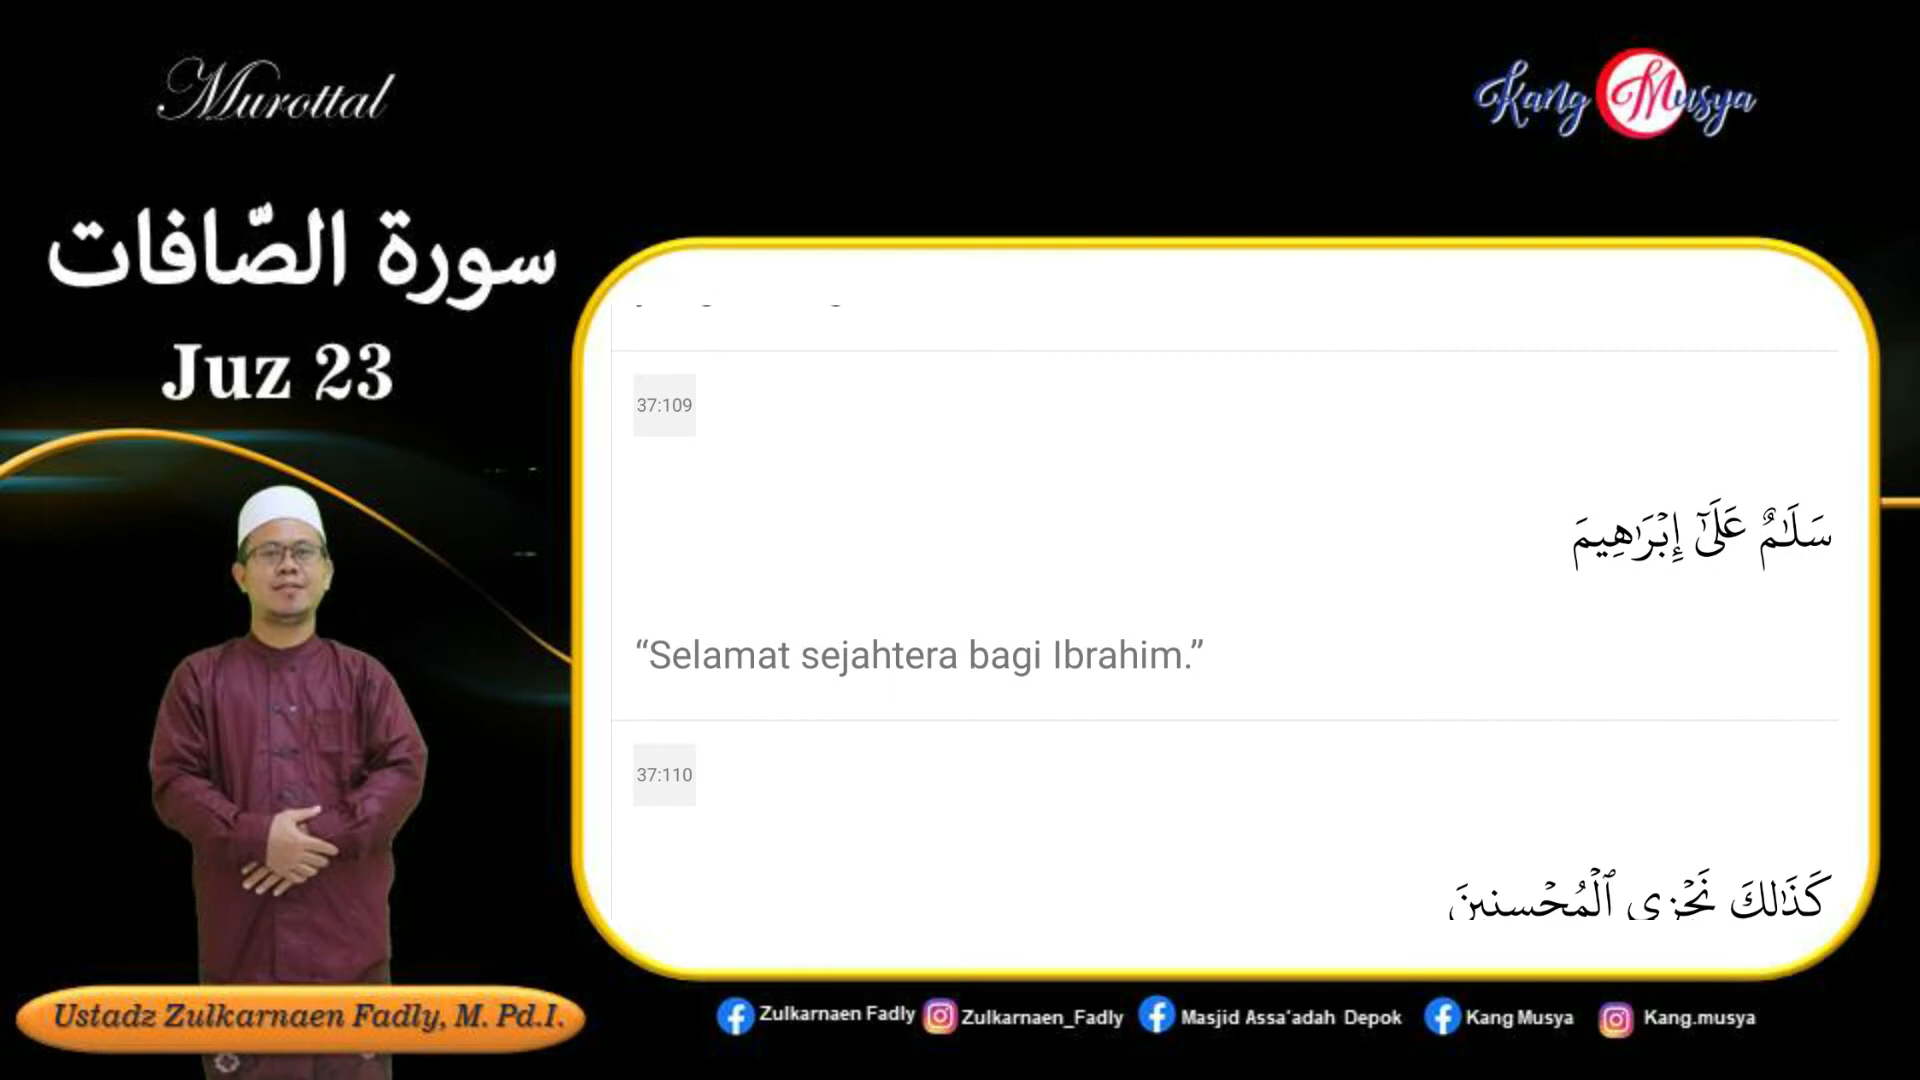 Murottal
Kang Musya
سورة الصّافات
Juz 23
37:109
سَلَـٰمٌ عَلَىٰٓ إِبْرَٰهِيمَ
“Selamat sejahtera bagi Ibrahim.”
37:110
كَذَٰلِكَ نَجْزِى ٱلْمُحْسِنِينَ
Ustadz Zulkarnaen Fadly, M. Pd.I.
Zulkarnaen Fadly
Zulkarnaen_Fadly
Masjid Assa'adah Depok
Kang Musya
Kang.musya